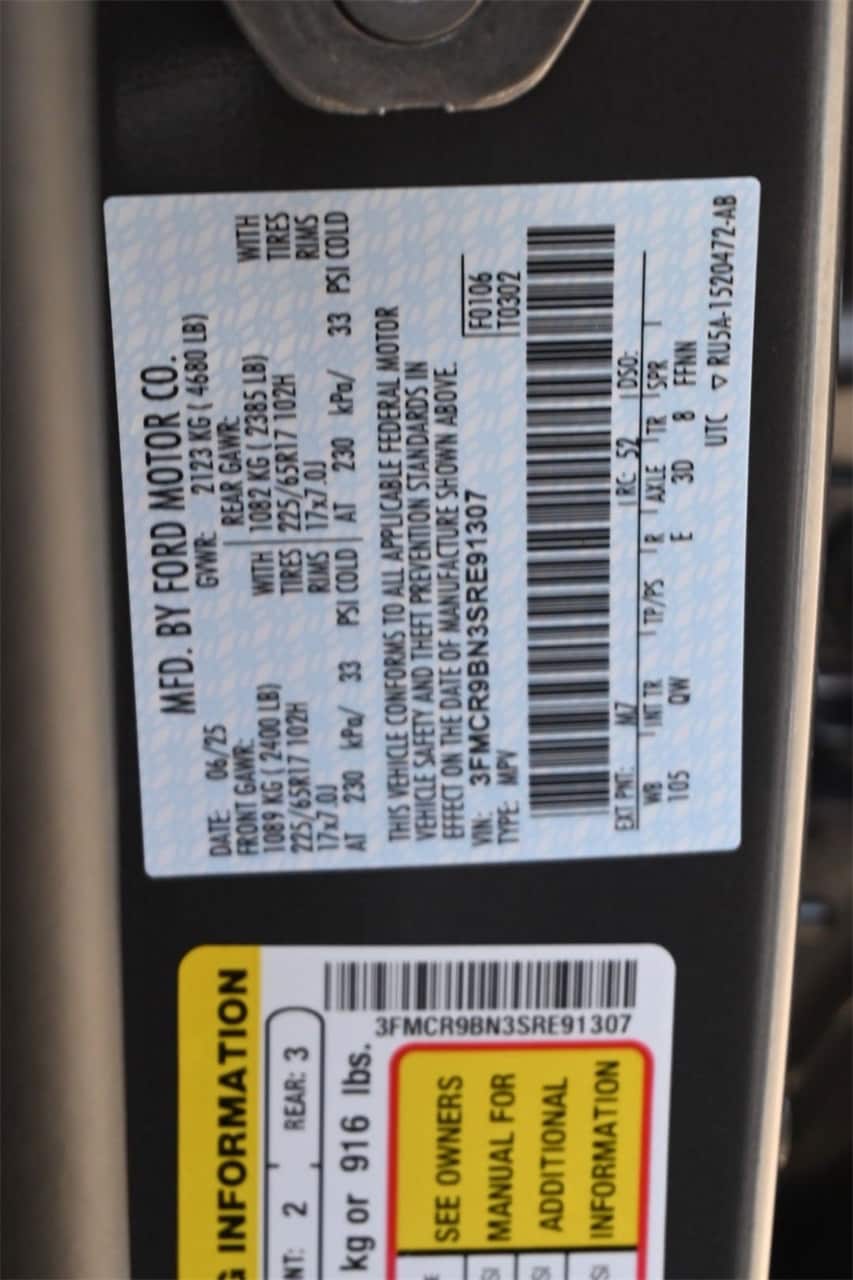 MFD. BY FORD MOTOR CO.
DATE: 06/25 GVWR: 2123 KG ( 4680 LB)
FRONT GAWR: REAR GAWR:
1089 KG ( 2400 LB) WITH 1082 KG ( 2385 LB) WITH
225/65R17 102H TIRES 225/65R17 102H TIRES
17x7.0J RIMS 17x7.0J RIMS
AT 230 kPa/ 33 PSI COLD AT 230 kPa/ 33 PSI COLD
THIS VEHICLE CONFORMS TO ALL APPLICABLE FEDERAL MOTOR
VEHICLE SAFETY AND THEFT PREVENTION STANDARDS IN
EFFECT ON THE DATE OF MANUFACTURE SHOWN ABOVE.
VIN: 3FMCR9BN3SRE91307 F0106
TYPE: MPV T0302
EXT PNT: M7 RC: 52 DSO:
WB INT TR TP/PS R AXLE TR SPR
105 QW E 3D 8 FFNN
UTC ▽ RU5A-1520472-AB
G INFORMATION
NT: 2 REAR: 3
kg or 916 lbs.
3FMCR9BN3SRE91307
SEE OWNERS
MANUAL FOR
ADDITIONAL
INFORMATION